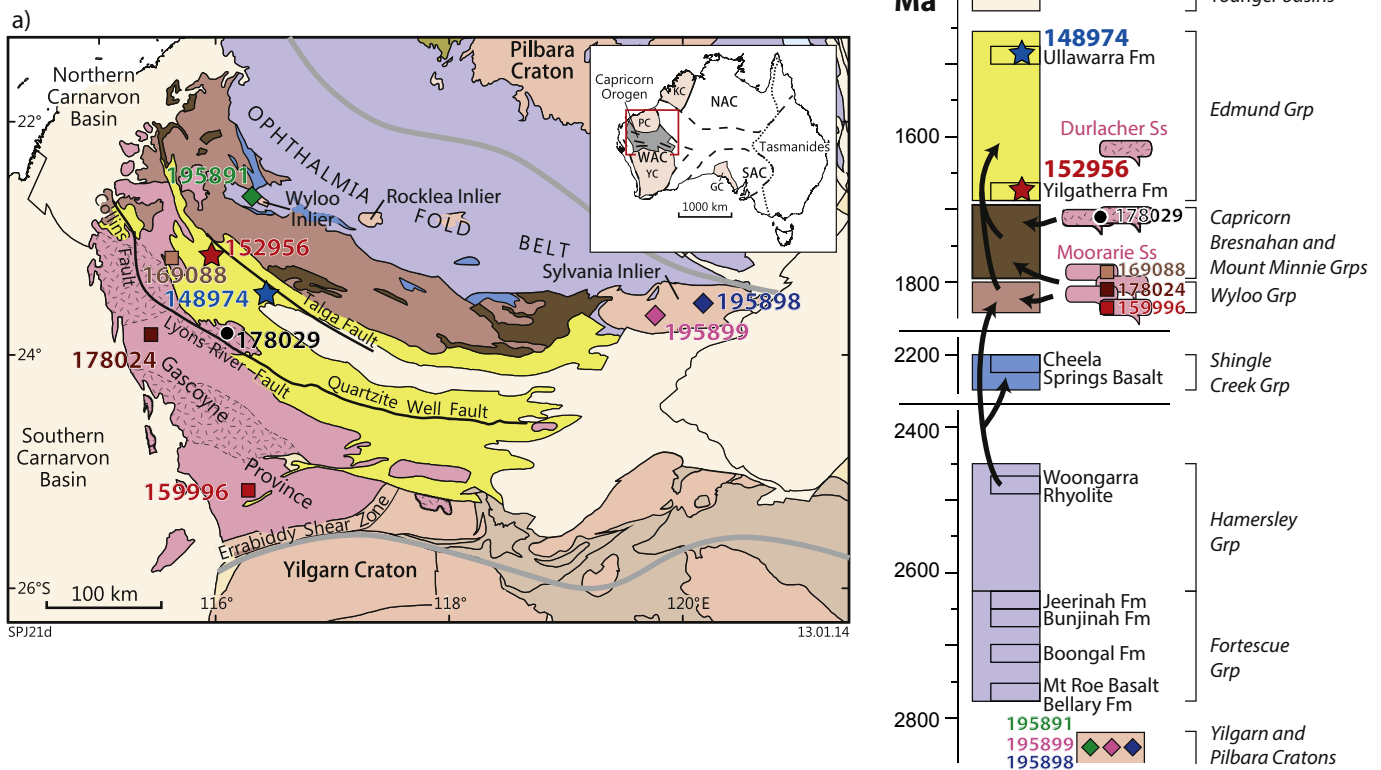 a)
Northern
Carnarvon
Basin
Pilbara
Craton
Capricorn
Orogen
KC
NAC
PC
WAC
YC
GC
SAC
Tasmanides
1000 km
22°
24°
26°S
OPHTHALMIA
FOLD
BELT
195891
Wyloo
Inlier
Rocklea Inlier
Collins Fault
152956
169088
148974
Talga Fault
Sylvania Inlier
195898
195899
178029
178024
Lyons River Fault
Quartzite Well Fault
Gascoyne
Province
Southern
Carnarvon
Basin
159996
Errabiddy Shear Zone
Yilgarn Craton
100 km
116°
118°
120°E
SPJ21d
13.01.14
Ma
Younger Basins
148974
Ullawarra Fm
Edmund Grp
1600
Durlacher Ss
152956
Yilgatherra Fm
178029
Capricorn
Bresnahan and
Mount Minnie Grps
Moorarie Ss
169088
1800
178024
159996
Wyloo Grp
2200
Cheela
Springs Basalt
Shingle
Creek Grp
2400
Woongarra
Rhyolite
Hamersley
Grp
2600
Jeerinah Fm
Bunjinah Fm
Boongal Fm
Fortescue
Grp
Mt Roe Basalt
Bellary Fm
2800
195891
195899
195898
Yilgarn and
Pilbara Cratons